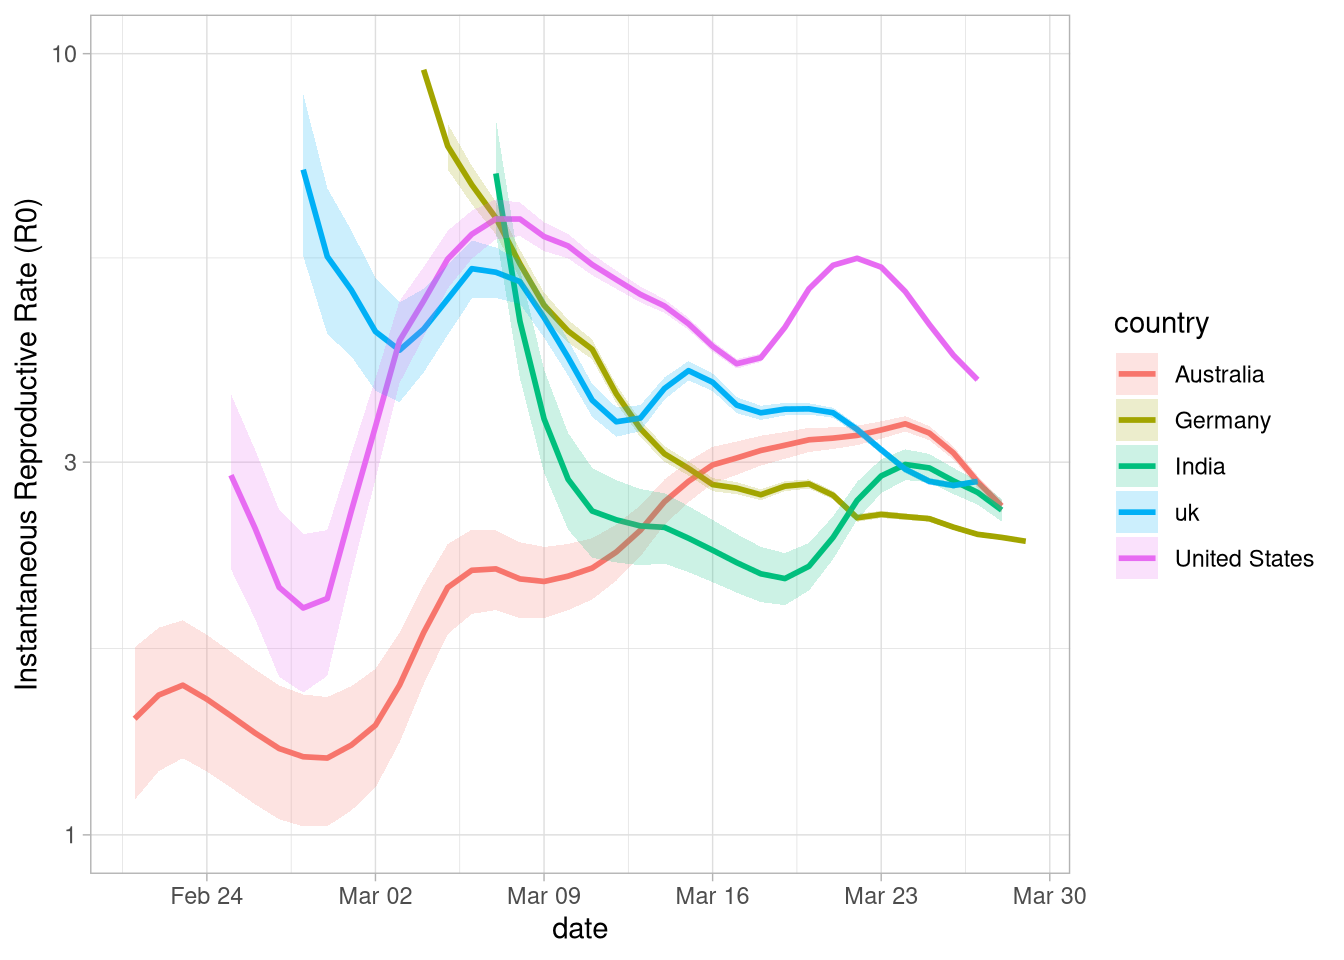 Instantaneous Reproductive Rate (R0)
10
3
1
Feb 24
Mar 02
Mar 09
Mar 16
Mar 23
Mar 30
date
country
Australia
Germany
India
uk
United States